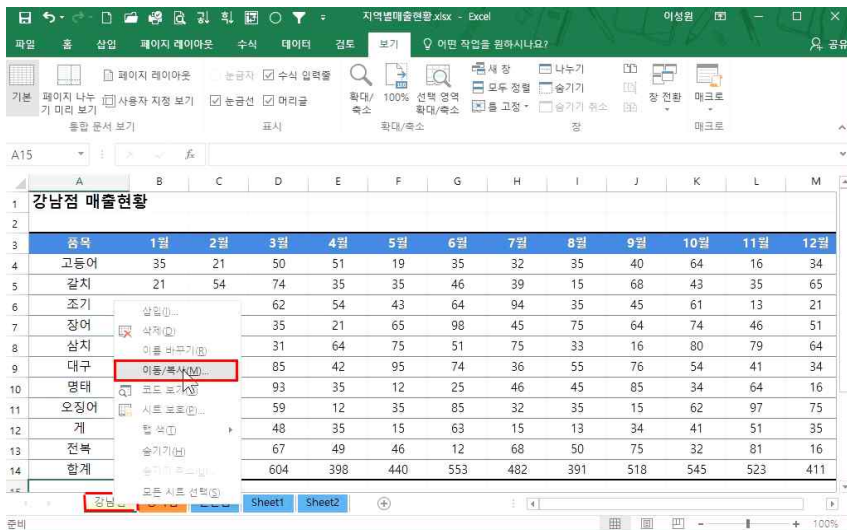 지역별매출현황.xlsx - Excel 이성원
파일 홈 삽입 페이지 레이아웃 수식 데이터 검토 보기 어떤 작업을 원하시나요? 공유
기본 페이지 나누기 미리 보기 페이지 레이아웃 사용자 지정 보기
눈금자 수식 입력줄 눈금선 머리글
확대/축소 100% 선택 영역 확대/축소
새 창 모두 정렬 틀 고정 나누기 숨기기 숨기기 취소 창 전환 매크로
통합 문서 보기 표시 확대/축소 창 매크로
A15 fx
A B C D E F G H I J K L M
1 강남점 매출현황
2
3 품목 1월 2월 3월 4월 5월 6월 7월 8월 9월 10월 11월 12월
4 고등어 35 21 50 51 19 35 32 35 40 64 16 34
5 갈치 21 54 74 35 35 46 39 15 68 43 35 65
6 조기 62 54 43 64 94 35 45 61 13 21
7 장어 35 21 65 98 45 75 64 74 46 51
8 삼치 31 64 75 51 75 33 16 80 79 64
9 대구 85 42 95 74 36 55 76 54 41 34
10 명태 93 35 12 25 46 45 85 34 64 16
11 오징어 59 12 35 85 32 35 15 62 97 75
12 게 48 35 15 63 15 13 34 41 51 35
13 전복 67 49 46 12 68 50 75 32 81 16
14 합계 604 398 440 553 482 391 518 545 523 411
삽입(I)...
삭제(D)
이름 바꾸기(R)
이동/복사(M)...
코드 보기
시트 보호(P)...
탭 색(T)
숨기기(H)
모든 시트 선택(S)
Sheet1 Sheet2
준비 100%